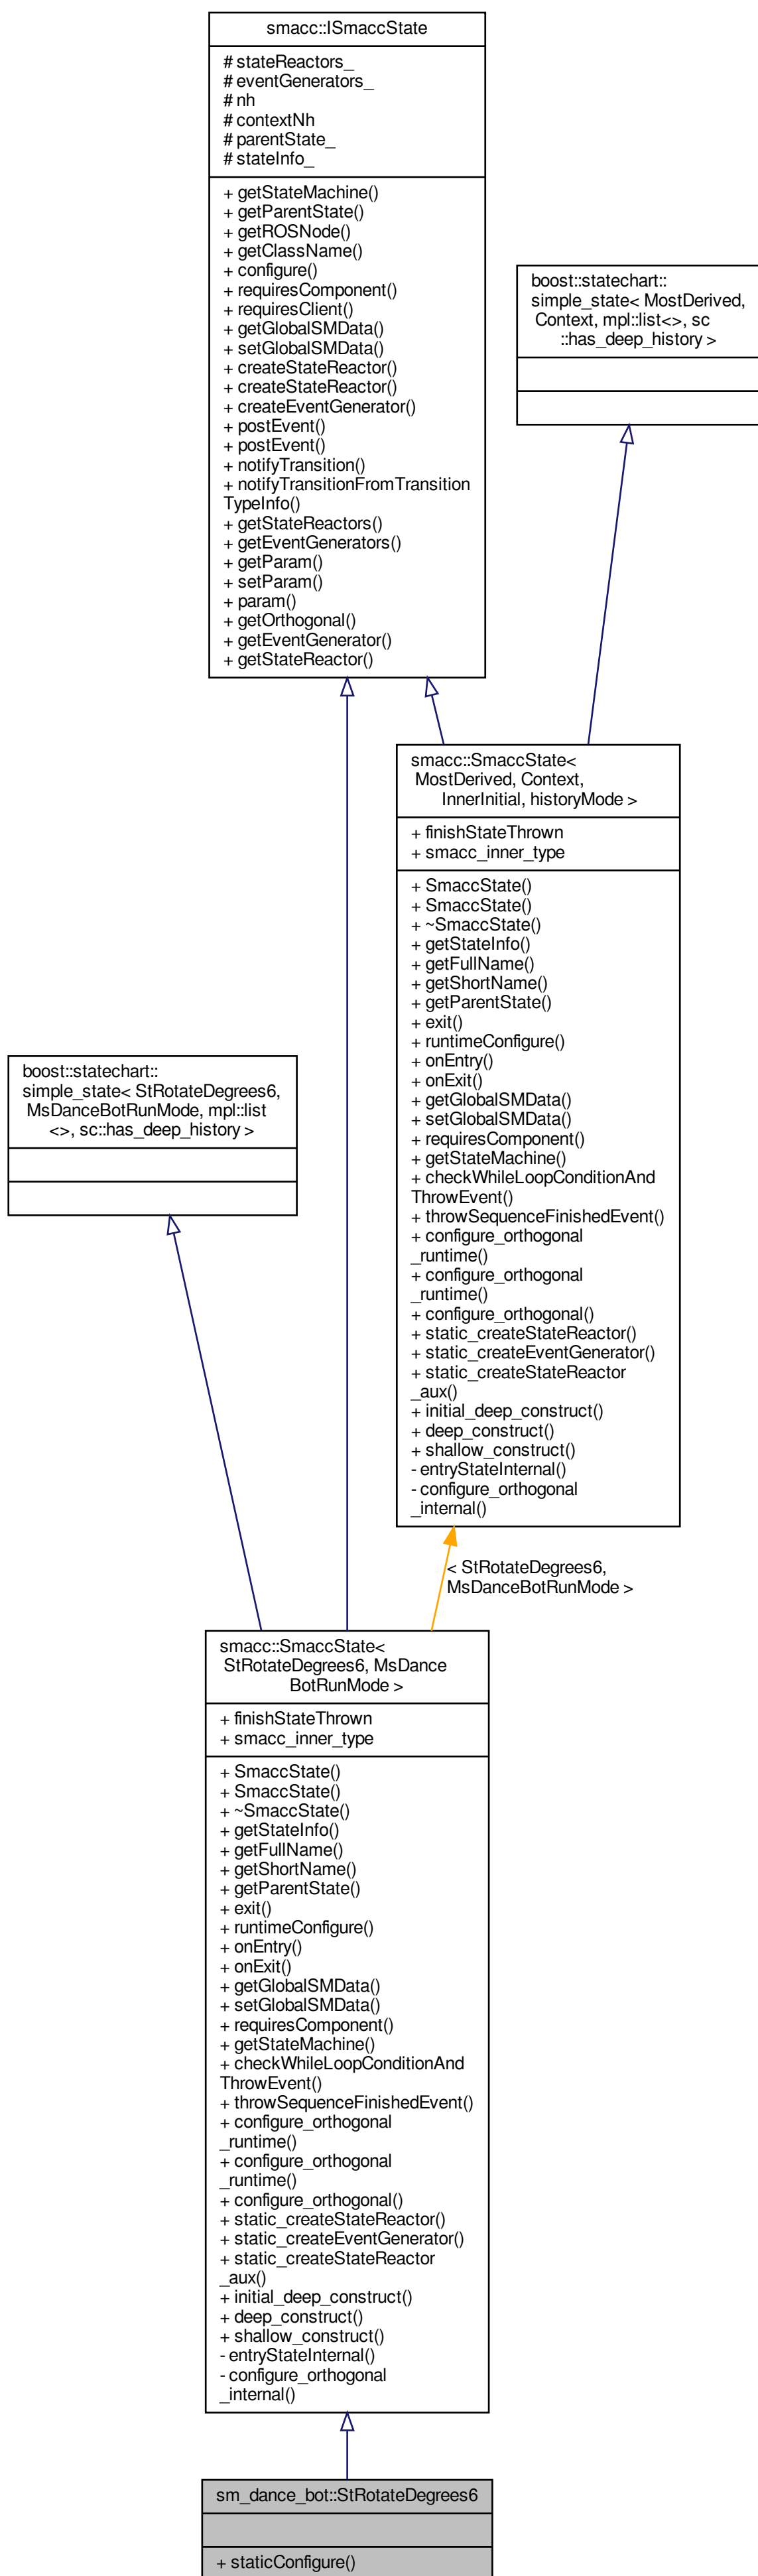 smacc::ISmaccState
# stateReactors_
# eventGenerators_
# nh
# contextNh
# parentState_
# stateInfo_
+ getStateMachine()
+ getParentState()
+ getROSNode()
+ getClassName()
+ configure()
+ requiresComponent()
+ requiresClient()
+ getGlobalSMData()
+ setGlobalSMData()
+ createStateReactor()
+ createStateReactor()
+ createEventGenerator()
+ postEvent()
+ postEvent()
+ notifyTransition()
+ notifyTransitionFromTransition
TypeInfo()
+ getStateReactors()
+ getEventGenerators()
+ getParam()
+ setParam()
+ param()
+ getOrthogonal()
+ getEventGenerator()
+ getStateReactor()
boost::statechart::
simple_state< MostDerived,
Context, mpl::list<>, sc
::has_deep_history >
smacc::SmaccState<
MostDerived, Context,
InnerInitial, historyMode >
+ finishStateThrown
+ smacc_inner_type
+ SmaccState()
+ SmaccState()
+ ~SmaccState()
+ getStateInfo()
+ getFullName()
+ getShortName()
+ getParentState()
+ exit()
+ runtimeConfigure()
+ onEntry()
+ onExit()
+ getGlobalSMData()
+ setGlobalSMData()
+ requiresComponent()
+ getStateMachine()
+ checkWhileLoopConditionAnd
ThrowEvent()
+ throwSequenceFinishedEvent()
+ configure_orthogonal
_runtime()
+ configure_orthogonal
_runtime()
+ configure_orthogonal()
+ static_createStateReactor()
+ static_createEventGenerator()
+ static_createStateReactor
_aux()
+ initial_deep_construct()
+ deep_construct()
+ shallow_construct()
- entryStateInternal()
- configure_orthogonal
_internal()
boost::statechart::
simple_state< StRotateDegrees6,
MsDanceBotRunMode, mpl::list
<>, sc::has_deep_history >
< StRotateDegrees6,
MsDanceBotRunMode >
smacc::SmaccState<
StRotateDegrees6, MsDance
BotRunMode >
+ finishStateThrown
+ smacc_inner_type
+ SmaccState()
+ SmaccState()
+ ~SmaccState()
+ getStateInfo()
+ getFullName()
+ getShortName()
+ getParentState()
+ exit()
+ runtimeConfigure()
+ onEntry()
+ onExit()
+ getGlobalSMData()
+ setGlobalSMData()
+ requiresComponent()
+ getStateMachine()
+ checkWhileLoopConditionAnd
ThrowEvent()
+ throwSequenceFinishedEvent()
+ configure_orthogonal
_runtime()
+ configure_orthogonal
_runtime()
+ configure_orthogonal()
+ static_createStateReactor()
+ static_createEventGenerator()
+ static_createStateReactor
_aux()
+ initial_deep_construct()
+ deep_construct()
+ shallow_construct()
- entryStateInternal()
- configure_orthogonal
_internal()
sm_dance_bot::StRotateDegrees6
+ staticConfigure()